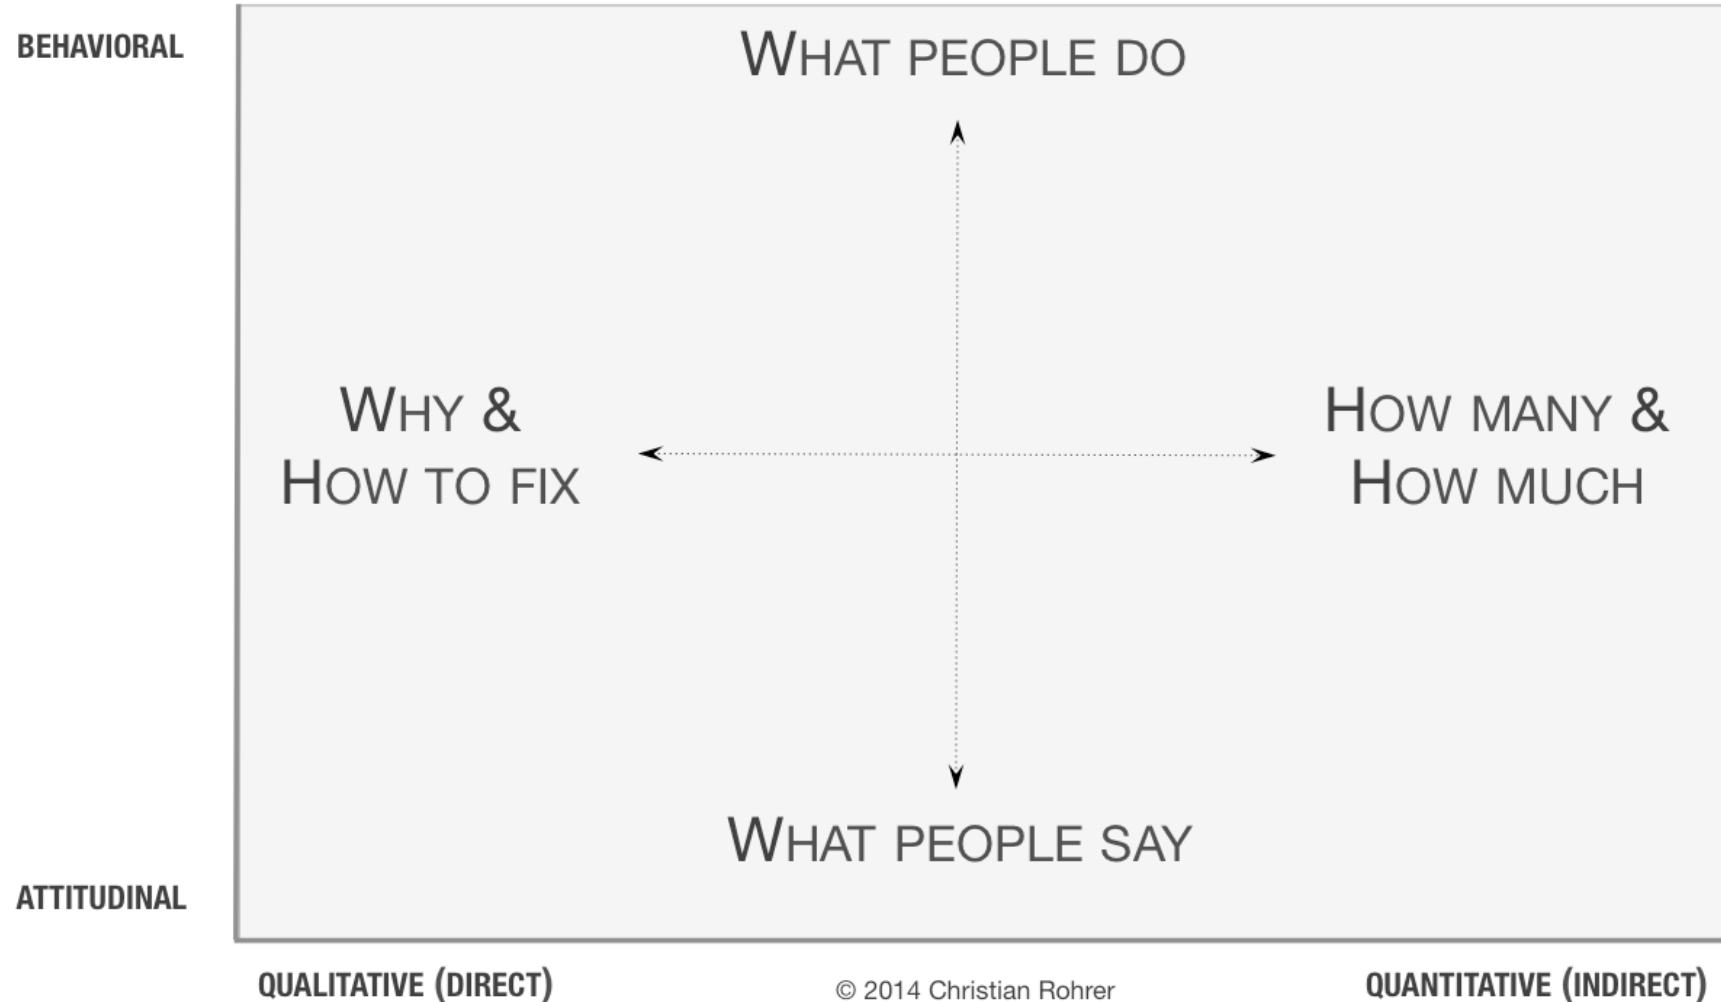 BEHAVIORAL
WHAT PEOPLE DO
WHY &
HOW TO FIX
HOW MANY &
HOW MUCH
WHAT PEOPLE SAY
ATTITUDINAL
QUALITATIVE (DIRECT)
© 2014 Christian Rohrer
QUANTITATIVE (INDIRECT)